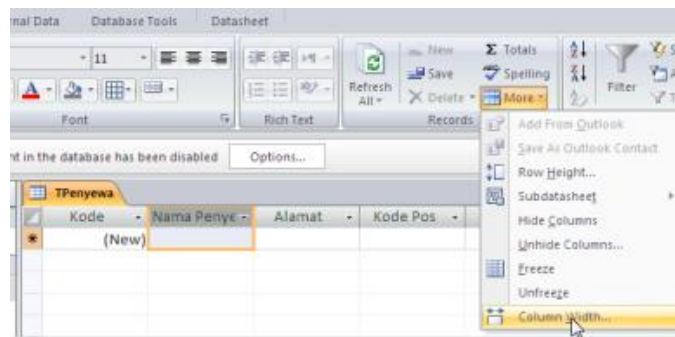 nal Data Database Tools Datasheet
11
New
Save
Delete
Refresh All
Σ Totals
Spelling
More
Filter
Font
Rich Text
Records
nt in the database has been disabled Options...
TPenyewa
Kode Nama Penye Alamat Kode Pos
(New)
Add From Outlook
Save As Outlook Contact
Row Height...
Subdatasheet
Hide Columns
Unhide Columns...
Freeze
Unfreeze
Column Width...